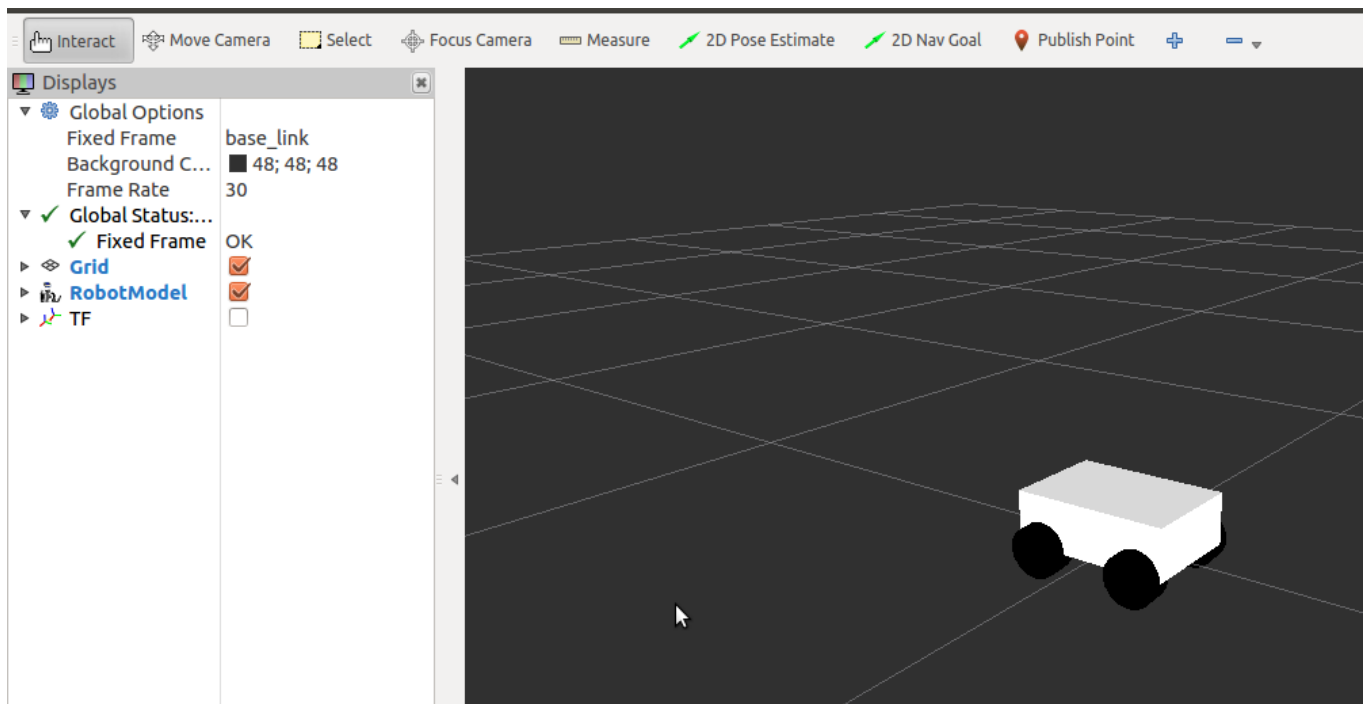 Interact Move Camera Select Focus Camera Measure 2D Pose Estimate 2D Nav Goal Publish Point
Displays
Global Options
Fixed Frame base_link
Background C... 48; 48; 48
Frame Rate 30
Global Status:...
Fixed Frame OK
Grid
RobotModel
TF